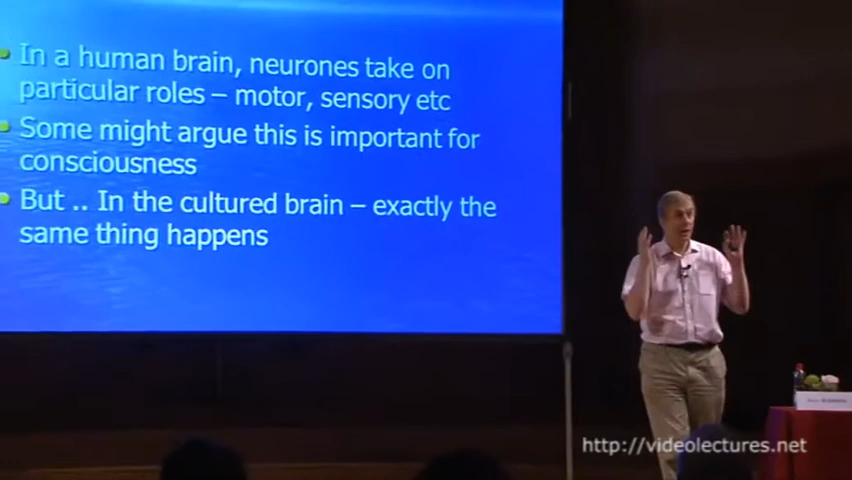 In a human brain, neurones take on
particular roles – motor, sensory etc
Some might argue this is important for
consciousness
But .. In the cultured brain – exactly the
same thing happens
http://videolectures.net